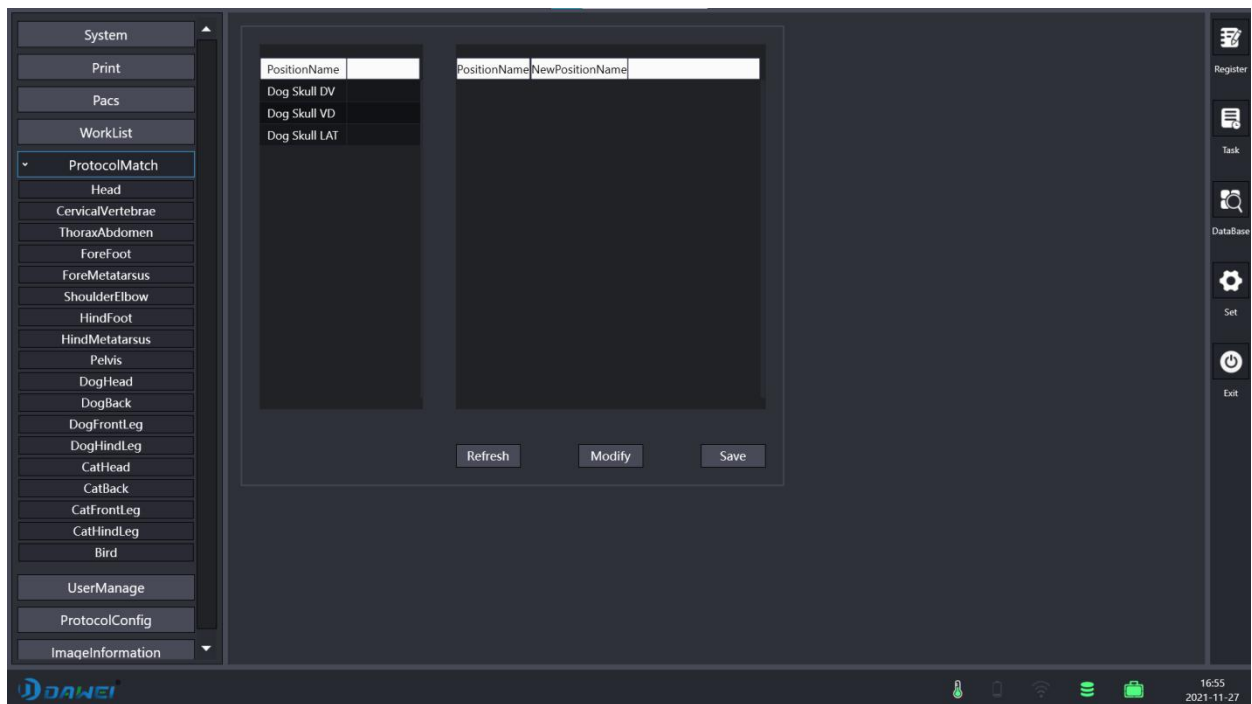 System
Print
Pacs
WorkList
ProtocolMatch
Head
CervicalVertebrae
ThoraxAbdomen
ForeFoot
ForeMetatarsus
ShoulderElbow
HindFoot
HindMetatarsus
Pelvis
DogHead
DogBack
DogFrontLeg
DogHindLeg
CatHead
CatBack
CatFrontLeg
CatHindLeg
Bird
UserManage
ProtocolConfig
ImageInformation
PositionName
Dog Skull DV
Dog Skull VD
Dog Skull LAT
PositionName NewPositionName
Refresh Modify Save
Register
Task
DataBase
Set
Exit
DAWEI
16:55
2021-11-27